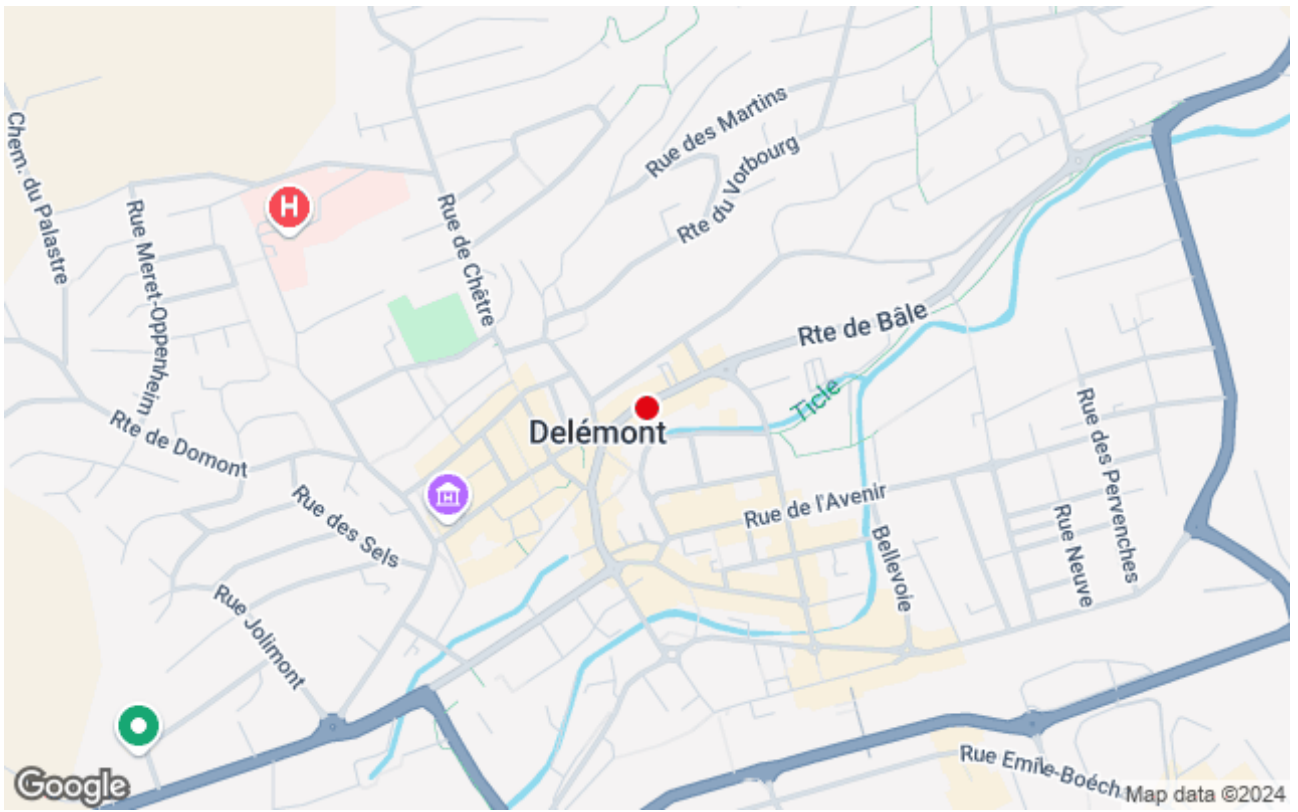 Rue des Martins
Chem. du Palastre
Rte du Vorbourg
Rue Meret-Oppenheim
H
Rue de Chêtre
Rte de Bâle
Ticle
Delémont
Rte de Domont
Rue des Pervenches
Rue des Sels
Rue de l'Avenir
Bellevoie
Rue Neuve
Rue Jolimont
Rue Emile-Boéch
Google
Map data ©2024